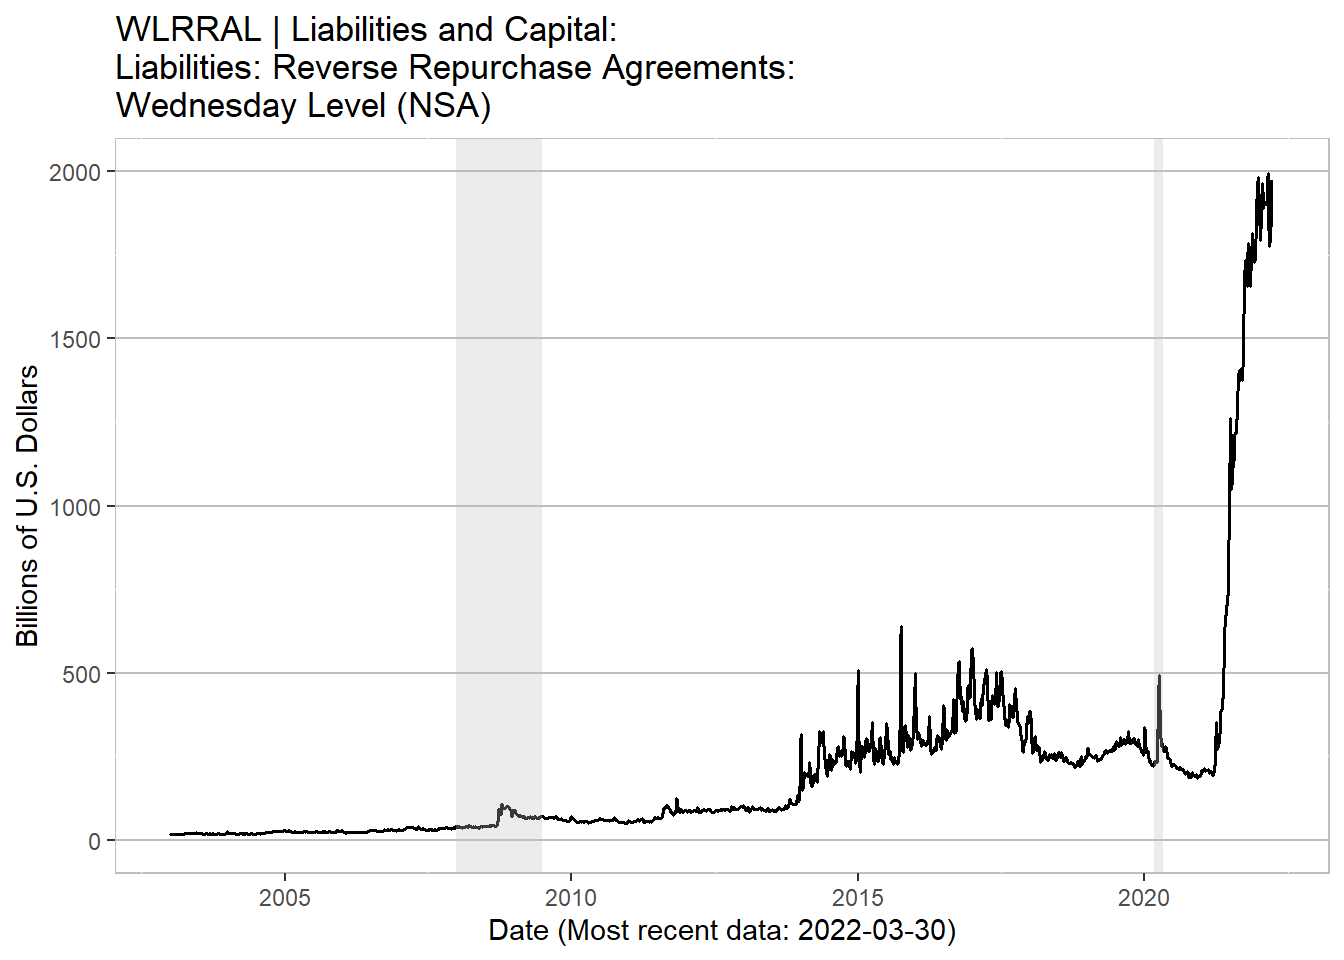 WLRRAL | Liabilities and Capital:
Liabilities: Reverse Repurchase Agreements:
Wednesday Level (NSA)
Billions of U.S. Dollars
2000
1500
1000
500
0
2005
2010
2015
2020
Date (Most recent data: 2022-03-30)